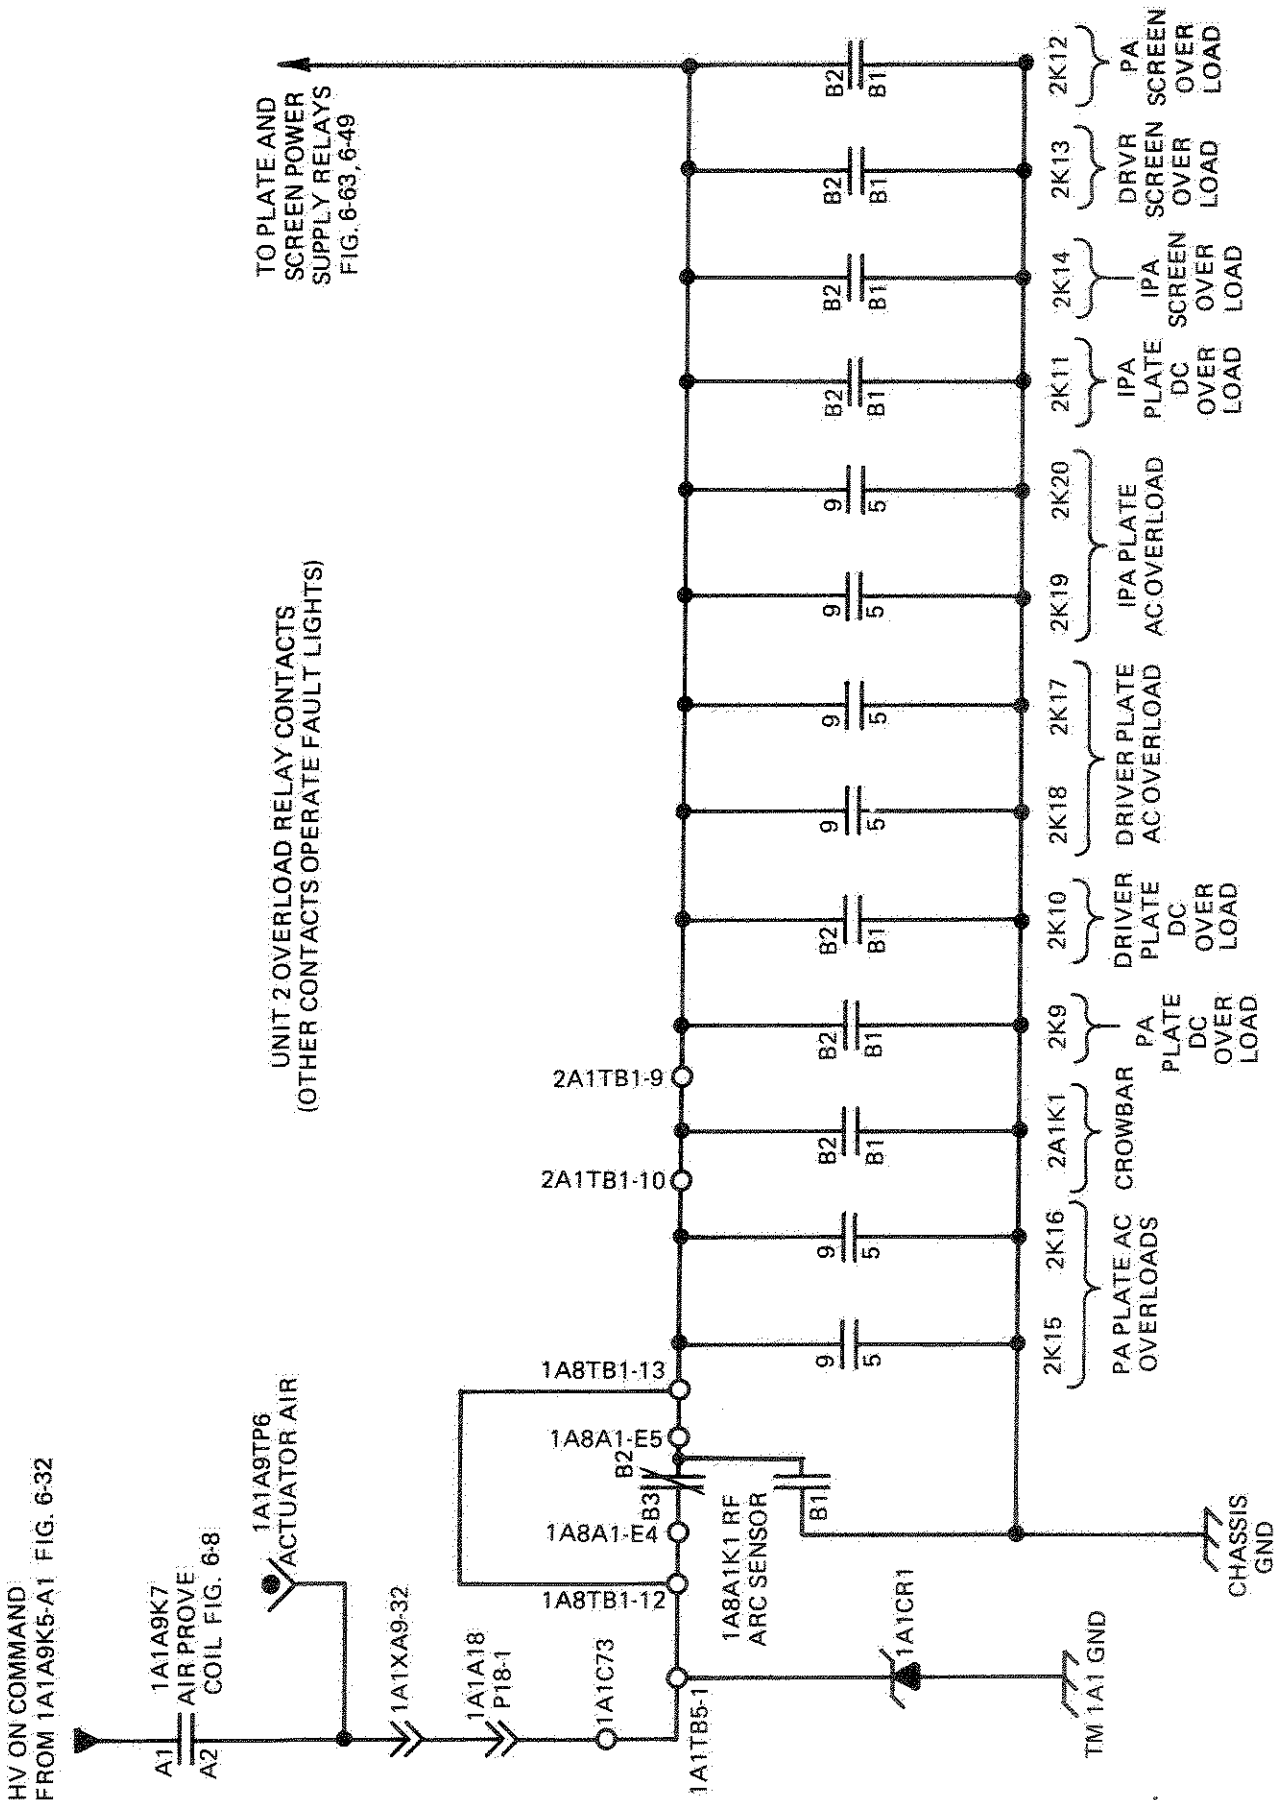 HV ON COMMAND
FROM 1A1A9K5-A1 FIG. 6-32
A1
A2
1A1A9K7
AIR PROVE
COIL FIG. 6-8
1A1A9TP6
ACTUATOR AIR
1A1XA9-32
1A1A18
P18-1
1A1C73
1A1TB5-1
1A1CR1
TM 1A1 GND
1A8TB1-12
1A8A1-E4
B3
B2
1A8A1-E5
1A8TB1-13
1A8A1K1 RF
ARC SENSOR
B1
CHASSIS
GND
UNIT 2 OVERLOAD RELAY CONTACTS
(OTHER CONTACTS OPERATE FAULT LIGHTS)
2A1TB1-10
2A1TB1-9
TO PLATE AND
SCREEN POWER
SUPPLY RELAYS
FIG. 6-63, 6-49
9
5
9
5
B2
B1
B2
B1
B2
B1
9
5
9
5
9
5
9
5
B2
B1
B2
B1
B2
B1
B2
B1
2K15 2K16
PA PLATE AC
OVERLOADS
2A1K1
CROWBAR
2K9
PA
PLATE
DC
OVER
LOAD
2K10
DRIVER
PLATE
DC
OVER
LOAD
2K18 2K17
DRIVER PLATE
AC OVERLOAD
2K19 2K20
IPA PLATE
AC OVERLOAD
2K11
IPA
PLATE
DC
OVER
LOAD
2K14
IPA
SCREEN
OVER
LOAD
2K13
DRVR
SCREEN
OVER
LOAD
2K12
PA
SCREEN
OVER
LOAD